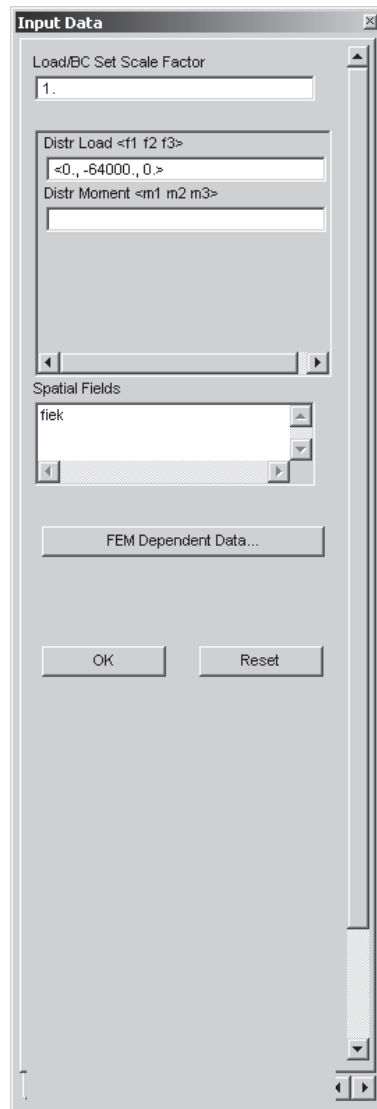 Input Data
Load/BC Set Scale Factor
1.
Distr Load <f1 f2 f3>
<0., -64000., 0.>
Distr Moment <m1 m2 m3>
Spatial Fields
fiek
FEM Dependent Data...
OK
Reset